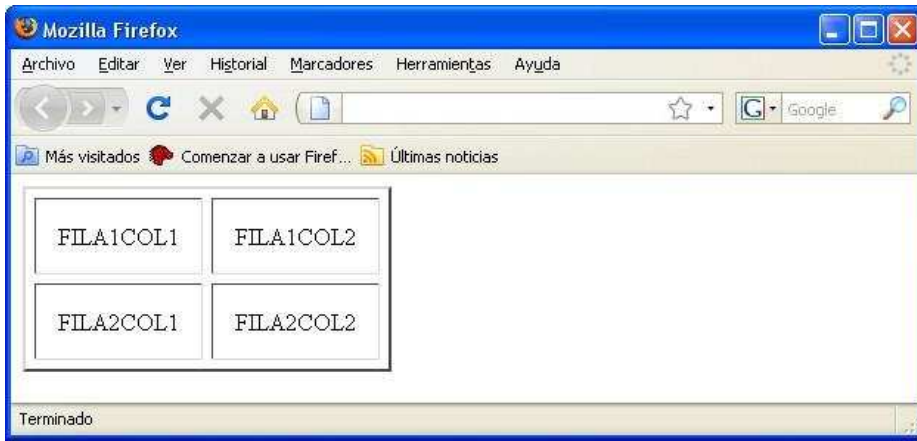 Mozilla Firefox
Archivo Editar Ver Historial Marcadores Herramientas Ayuda
G Google
Más visitados Comenzar a usar Firef... Últimas noticias
FILA1COL1 FILA1COL2
FILA2COL1 FILA2COL2
Terminado